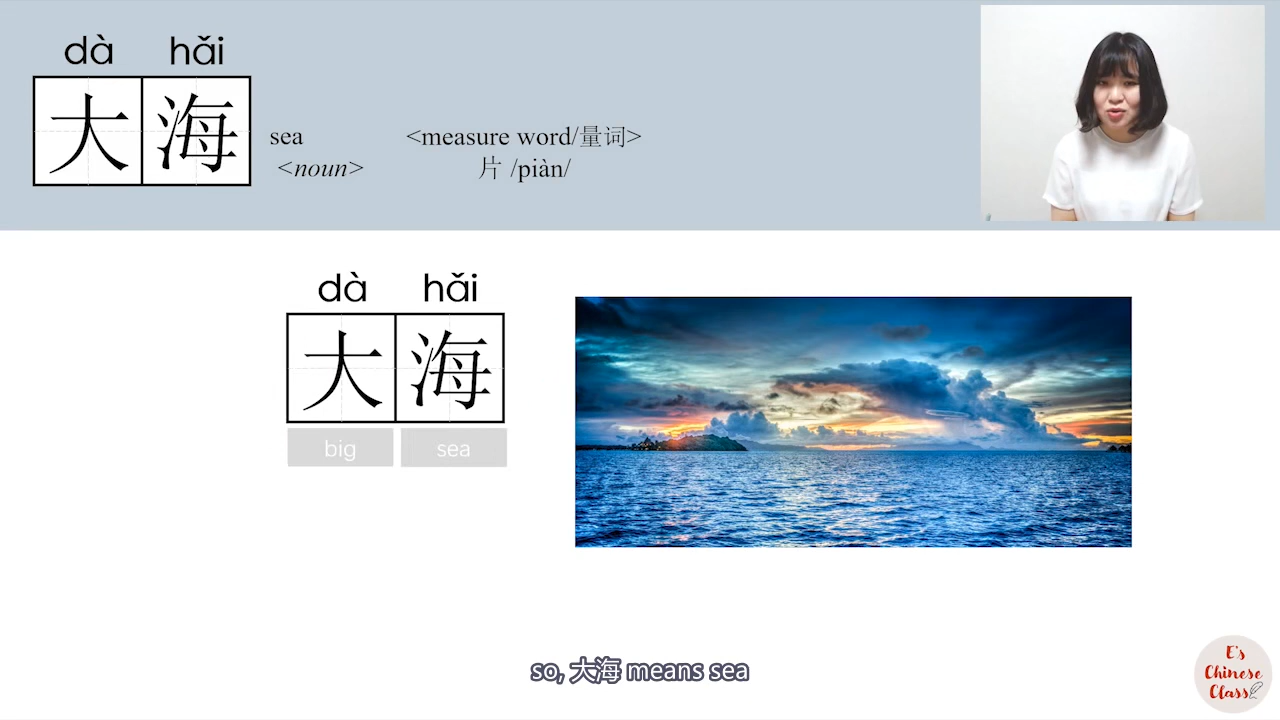 dà hǎi
大海
sea
<noun>
<measure word/量词>
片 /piàn/
dà hǎi
大海
big sea
so, 大海 means sea
E's
Chinese
Class